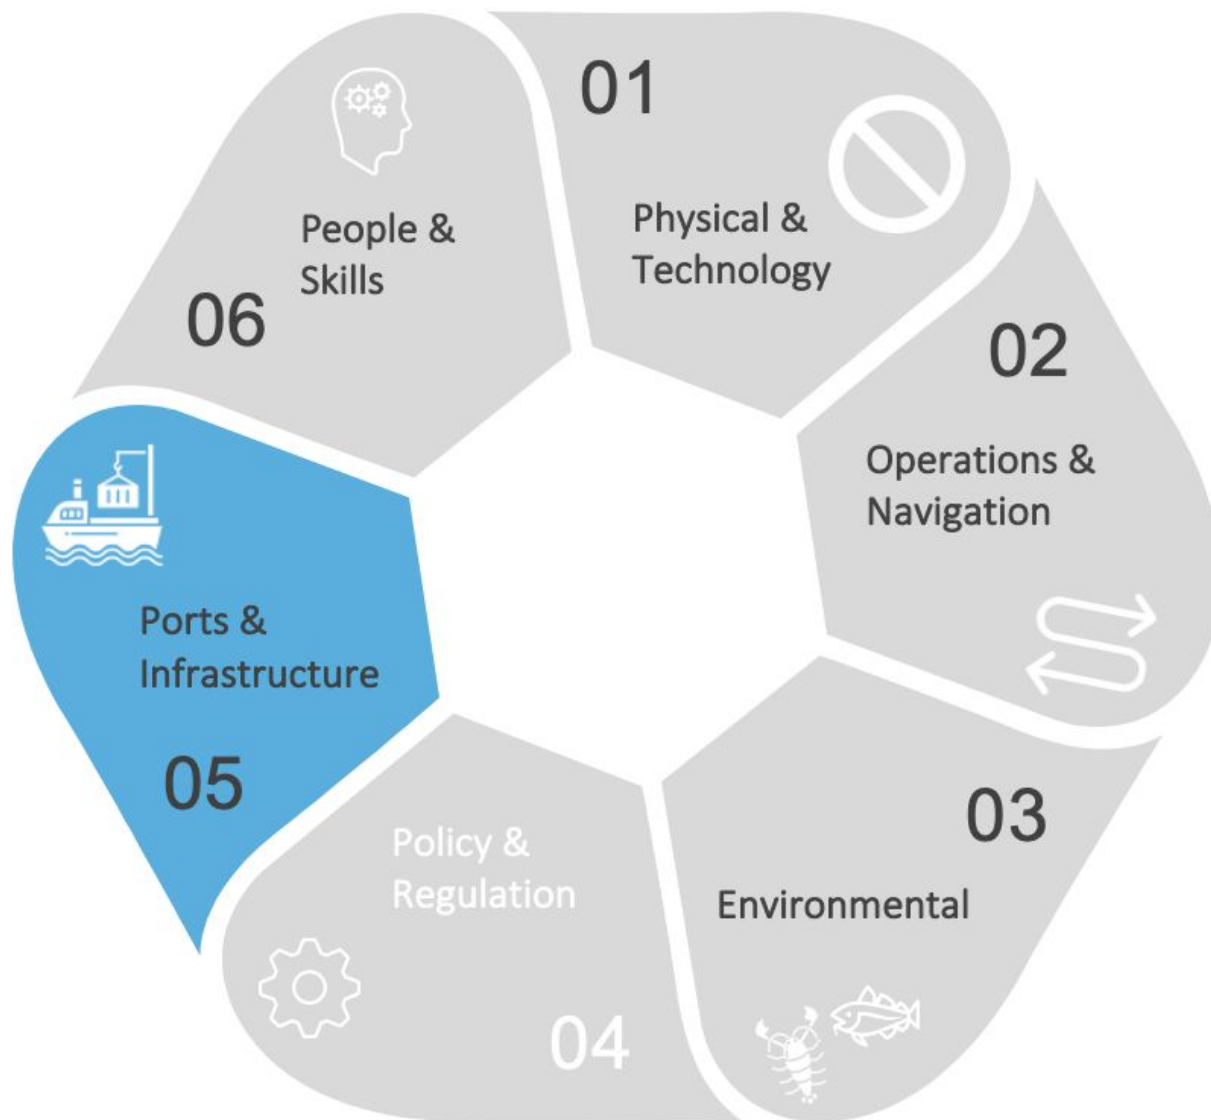 01
Physical &
Technology
02
Operations &
Navigation
03
Environmental
Policy &
Regulation
04
Ports &
Infrastructure
05
People &
Skills
06